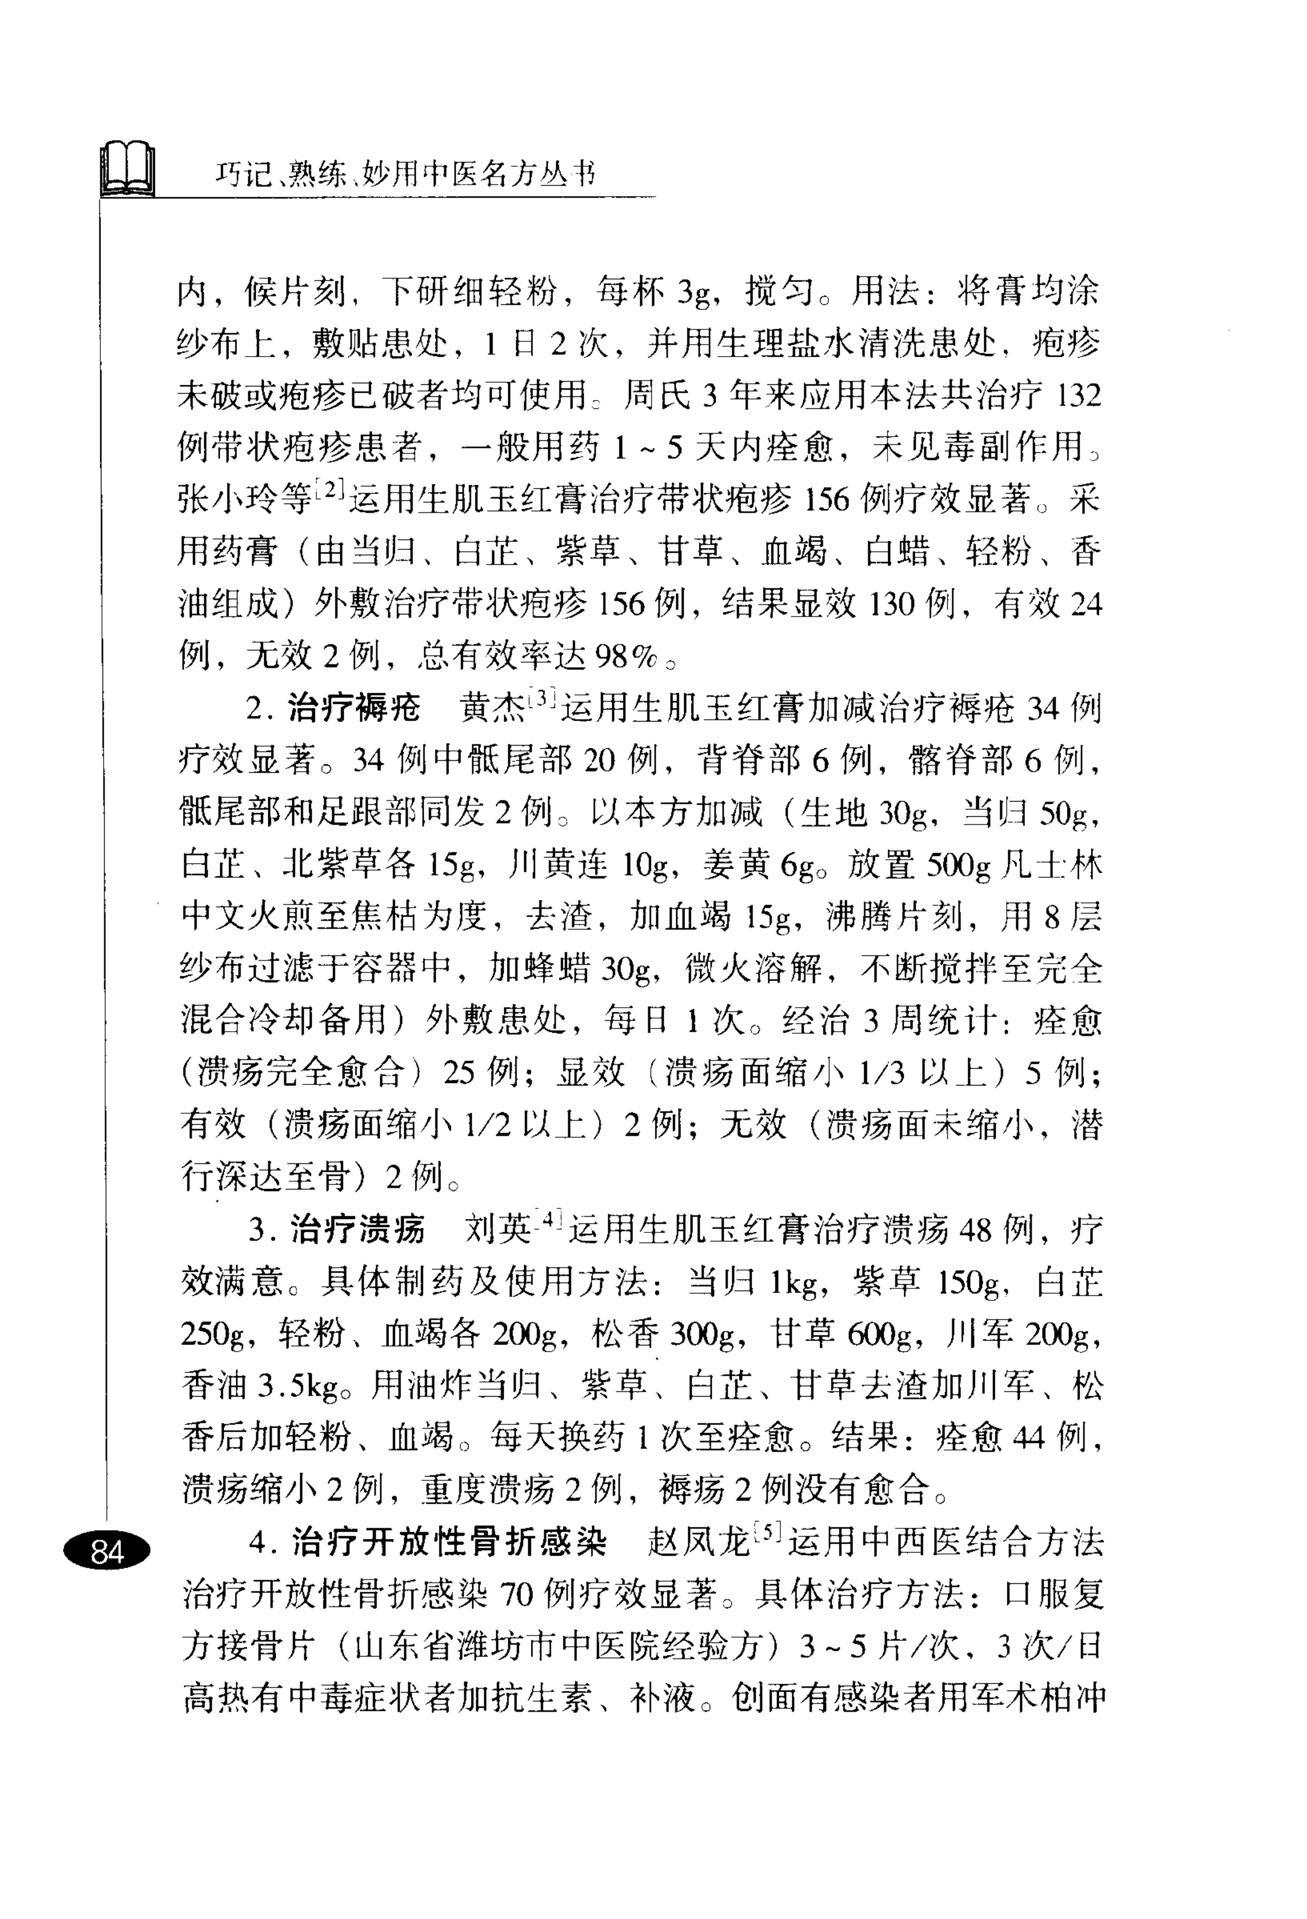 巧记、熟练、妙用中医名方丛书
内，候片刻，下研细轻粉，每杯 3g，搅匀。用法：将膏均涂
纱布上，敷贴患处，1 日 2 次，并用生理盐水清洗患处，疱疹
未破或疱疹已破者均可使用。周氏 3 年来应用本法共治疗 132
例带状疱疹患者，一般用药 1~5 天内痊愈，未见毒副作用。
张小玲等[2]运用生肌玉红膏治疗带状疱疹 156 例疗效显著。采
用药膏（由当归、白芷、紫草、甘草、血竭、白蜡、轻粉、香
油组成）外敷治疗带状疱疹 156 例，结果显效 130 例，有效 24
例，无效 2 例，总有效率达 98%。
2. 治疗褥疮 黄杰[3]运用生肌玉红膏加减治疗褥疮 34 例
疗效显著。34 例中骶尾部 20 例，背脊部 6 例，髂脊部 6 例，
骶尾部和足跟部同发 2 例。以本方加减（生地 30g，当归 50g，
白芷、北紫草各 15g，川黄连 10g，姜黄 6g。放置 500g 凡士林
中文火煎至焦枯为度，去渣，加血竭 15g，沸腾片刻，用 8 层
纱布过滤于容器中，加蜂蜡 30g，微火溶解，不断搅拌至完全
混合冷却备用）外敷患处，每日 1 次。经治 3 周统计：痊愈
（溃疡完全愈合）25 例；显效（溃疡面缩小 1/3 以上）5 例；
有效（溃疡面缩小 1/2 以上）2 例；无效（溃疡面未缩小，潜
行深达至骨）2 例。
3. 治疗溃疡 刘英[4]运用生肌玉红膏治疗溃疡 48 例，疗
效满意。具体制药及使用方法：当归 1kg，紫草 150g，白芷
250g，轻粉、血竭各 200g，松香 300g，甘草 600g，川军 200g，
香油 3.5kg。用油炸当归、紫草、白芷、甘草去渣加川军、松
香后加轻粉、血竭。每天换药 1 次至痊愈。结果：痊愈 44 例，
溃疡缩小 2 例，重度溃疡 2 例，褥疡 2 例没有愈合。
4. 治疗开放性骨折感染 赵凤龙[5]运用中西医结合方法
治疗开放性骨折感染 70 例疗效显著。具体治疗方法：口服复
方接骨片（山东省潍坊市中医院经验方）3~5 片/次，3 次/日
高热有中毒症状者加抗生素、补液。创面有感染者用军术柏冲
84